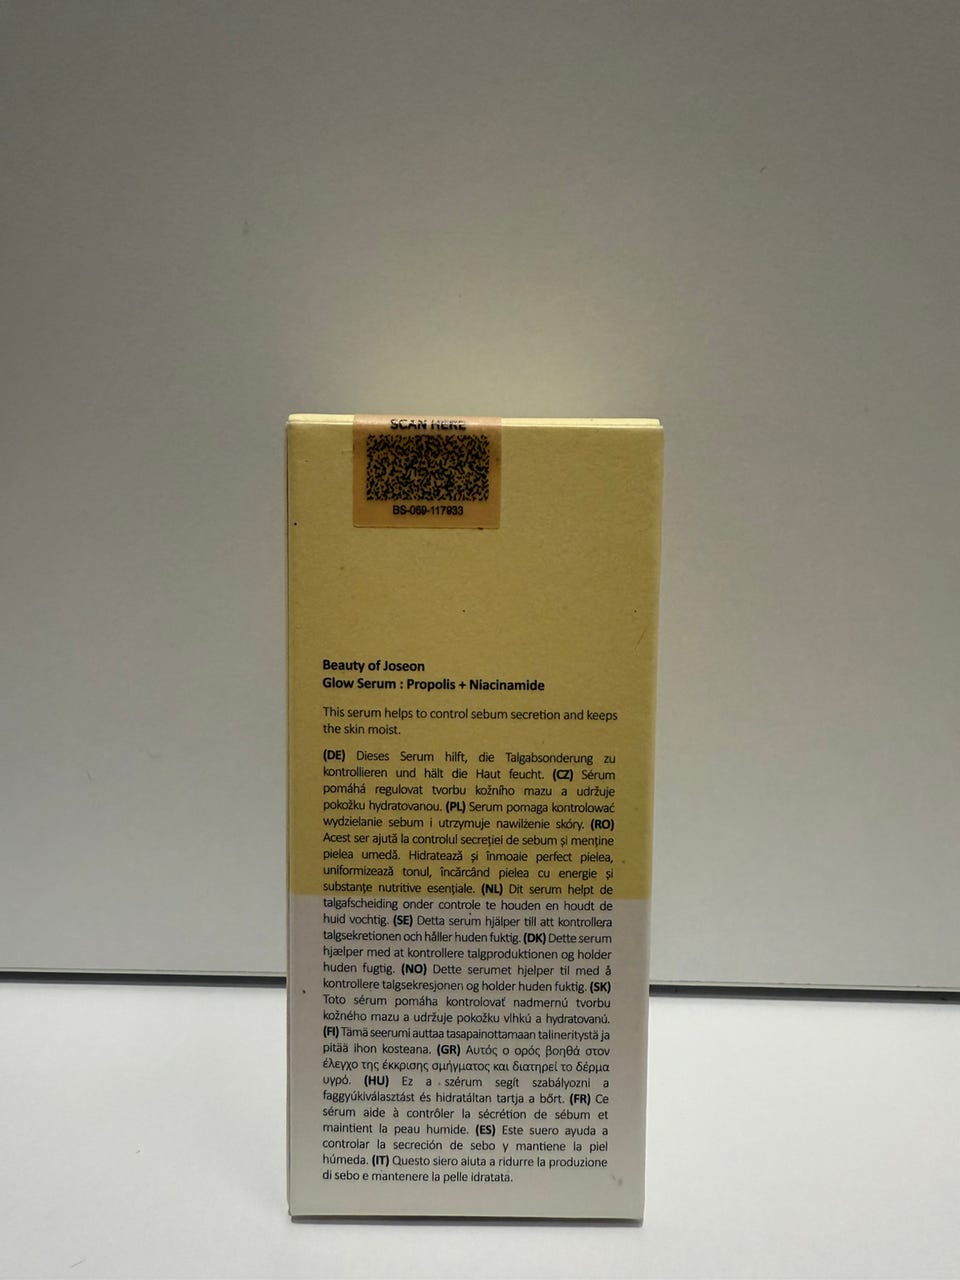 SCAN HERE
BS-069-117933
Beauty of Joseon
Glow Serum : Propolis + Niacinamide
This serum helps to control sebum secretion and keeps
the skin moist.
(DE) Dieses Serum hilft, die Talgabsonderung zu
kontrollieren und hält die Haut feucht. (CZ) Sérum
pomáhá regulovat tvorbu kožního mazu a udržuje
pokožku hydratovanou. (PL) Serum pomaga kontrolować
wydzielanie sebum i utrzymuje nawilżenie skóry. (RO)
Acest ser ajută la controlul secreției de sebum și menține
pielea umedă. Hidratează și înmoaie perfect pielea,
uniformizează tonul, încărcând pielea cu energie și
substanțe nutritive esențiale. (NL) Dit serum helpt de
talgafscheiding onder controle te houden en houdt de
huid vochtig. (SE) Detta serum hjälper till att kontrollera
talgsekretionen och håller huden fuktig. (DK) Dette serum
hjælper med at kontrollere talgproduktionen og holder
huden fugtig. (NO) Dette serumet hjelper til med å
kontrollere talgsekresjonen og holder huden fuktig. (SK)
Toto sérum pomáha kontrolovať nadmernú tvorbu
kožného mazu a udržuje pokožku vlhkú a hydratovanú.
(FI) Tämä seerumi auttaa tasapainottamaan talineritystä ja
pitää ihon kosteana. (GR) Αυτός ο ορός βοηθά στον
έλεγχο της έκκρισης σμήγματος και διατηρεί το δέρμα
υγρό. (HU) Ez a szérum segít szabályozni a
faggyúkiválasztást és hidratáltan tartja a bőrt. (FR) Ce
sérum aide à contrôler la sécrétion de sébum et
maintient la peau humide. (ES) Este suero ayuda a
controlar la secreción de sebo y mantiene la piel
húmeda. (IT) Questo siero aiuta a ridurre la produzione
di sebo e mantenere la pelle idratata.